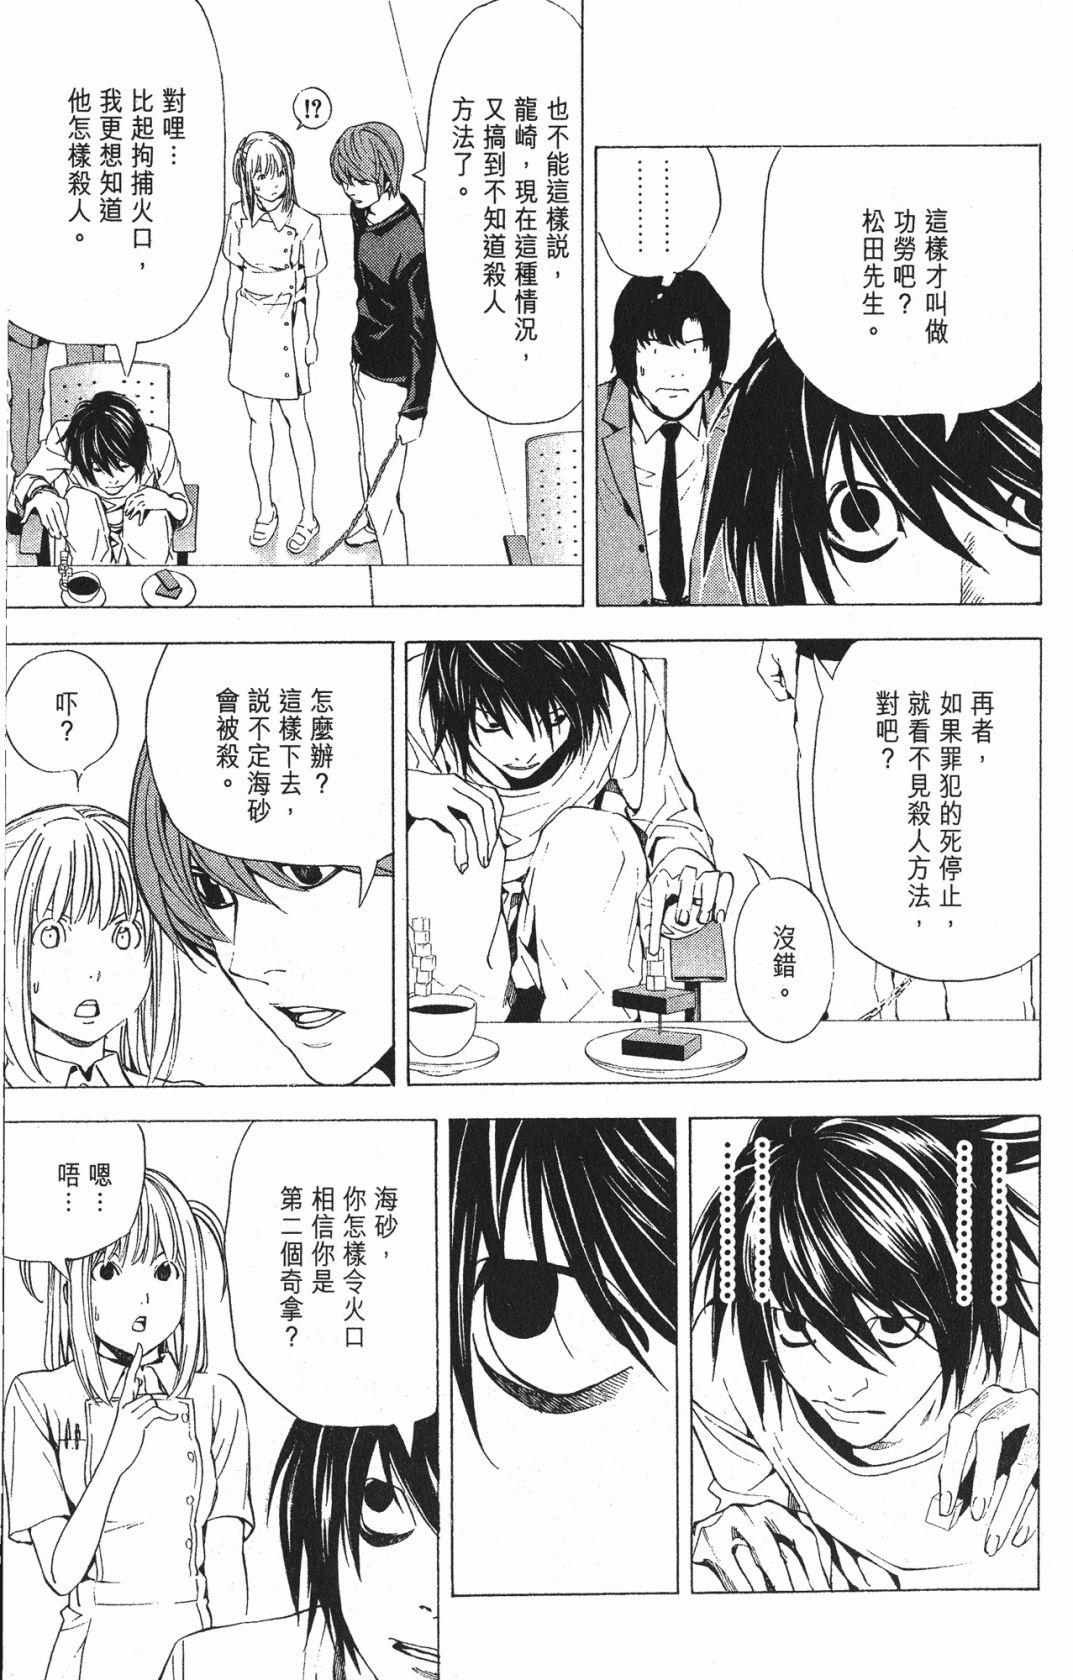 這樣才叫做
功勞吧？
松田先生。
………
………
也不能這樣說，
龍崎，現在這種情況，
又搞到不知道殺人
方法了。
!?
對哩…
比起拘捕火口，
我更想知道
他怎樣殺人。
再者，
如果罪犯的死停止，
就看不見殺人方法，
對吧？
沒錯。
怎麼辦？
這樣下去，
說不定海砂
會被殺。
吓？
海砂，
你怎樣令火口
相信你是
第二個奇拿？
嗯…
唔…